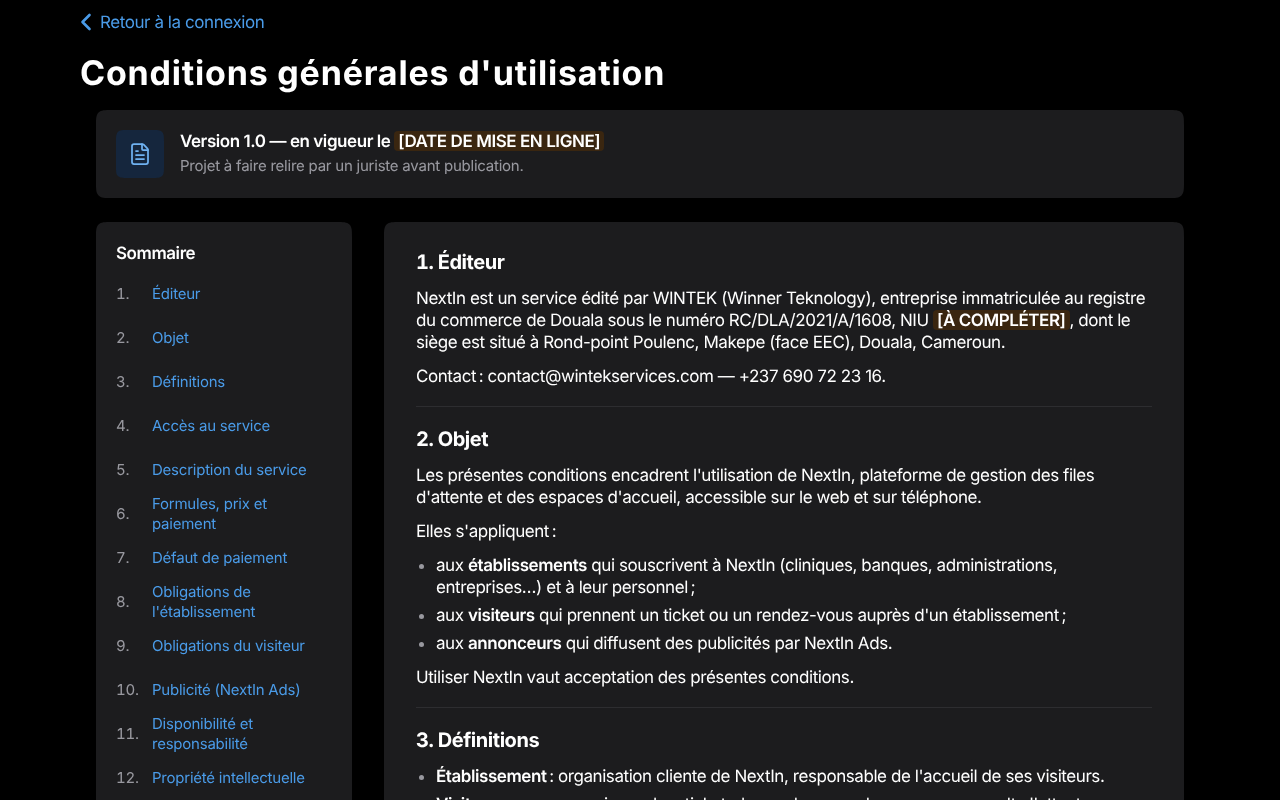 Retour à la connexion
Conditions générales d'utilisation
Version 1.0 — en vigueur le [DATE DE MISE EN LIGNE]
Projet à faire relire par un juriste avant publication.
Sommaire
1. Éditeur
2. Objet
3. Définitions
4. Accès au service
5. Description du service
6. Formules, prix et
paiement
7. Défaut de paiement
8. Obligations de
l'établissement
9. Obligations du visiteur
10. Publicité (NextIn Ads)
11. Disponibilité et
responsabilité
12. Propriété intellectuelle
1. Éditeur
NextIn est un service édité par WINTEK (Winner Teknology), entreprise immatriculée au registre
du commerce de Douala sous le numéro RC/DLA/2021/A/1608, NIU [À COMPLÉTER], dont le
siège est situé à Rond-point Poulenc, Makepe (face EEC), Douala, Cameroun.
Contact : contact@wintekservices.com — +237 690 72 23 16.
2. Objet
Les présentes conditions encadrent l'utilisation de NextIn, plateforme de gestion des files
d'attente et des espaces d'accueil, accessible sur le web et sur téléphone.
Elles s'appliquent :
• aux établissements qui souscrivent à NextIn (cliniques, banques, administrations,
entreprises…) et à leur personnel ;
• aux visiteurs qui prennent un ticket ou un rendez-vous auprès d'un établissement ;
• aux annonceurs qui diffusent des publicités par NextIn Ads.
Utiliser NextIn vaut acceptation des présentes conditions.
3. Définitions
• Établissement : organisation cliente de NextIn, responsable de l'accueil de ses visiteurs.